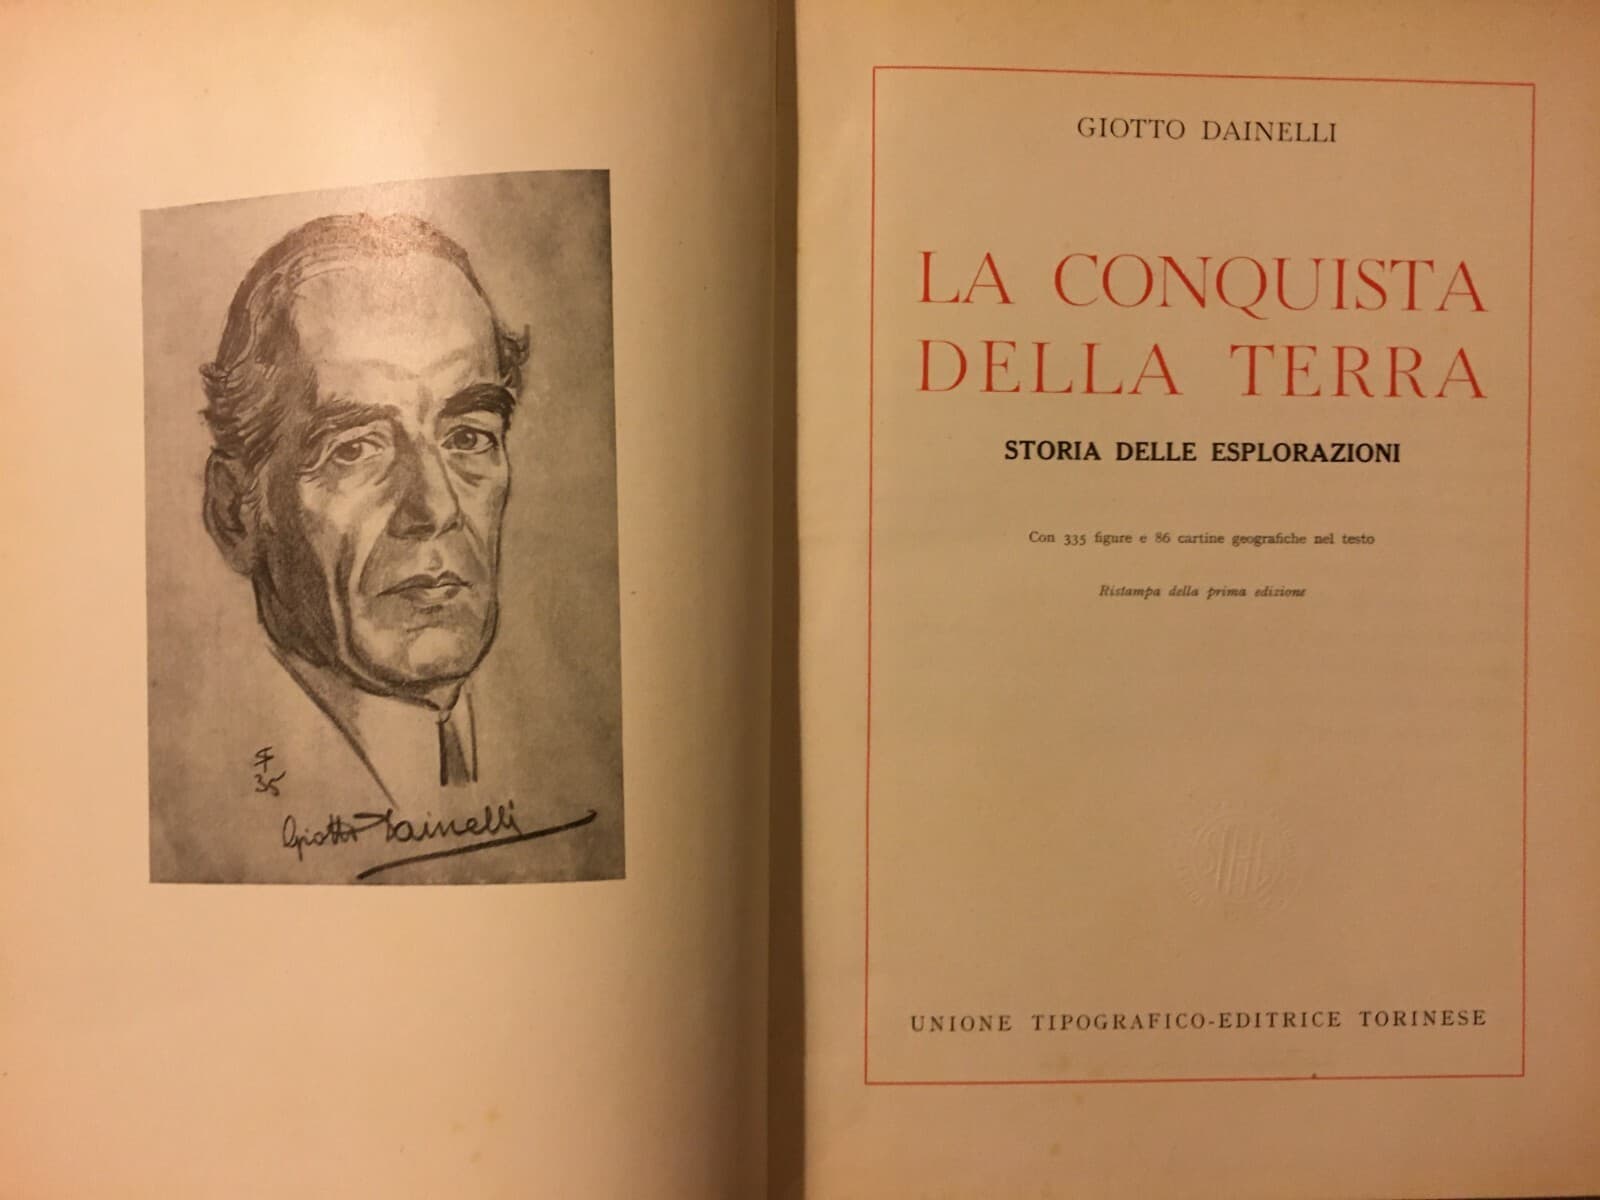 35
Giotto Dainelli
GIOTTO DAINELLI
LA CONQUISTA
DELLA TERRA
STORIA DELLE ESPLORAZIONI
Con 335 figure e 86 cartine geografiche nel testo
Ristampa della prima edizione
UNIONE TIPOGRAFICO-EDITRICE TORINESE